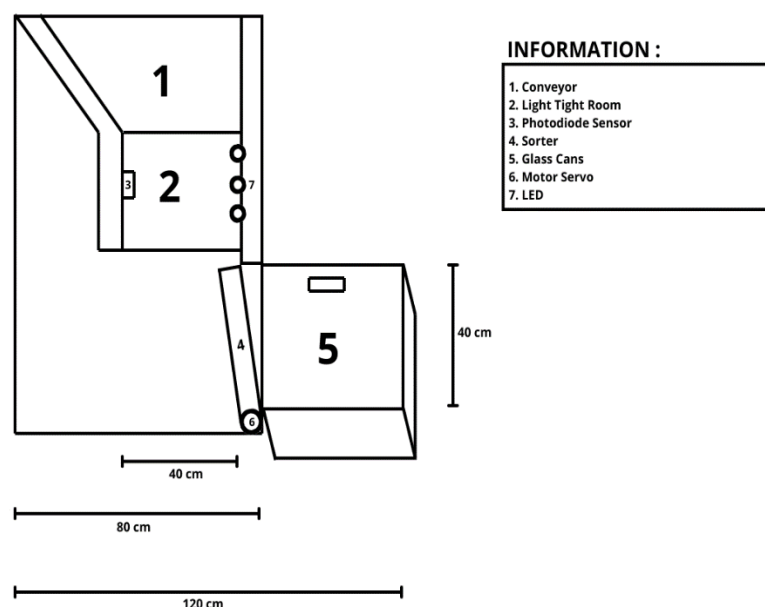 1
2
3
7
4
5
6
40 cm
40 cm
80 cm
120 cm
INFORMATION :
1. Conveyor
2. Light Tight Room
3. Photodiode Sensor
4. Sorter
5. Glass Cans
6. Motor Servo
7. LED